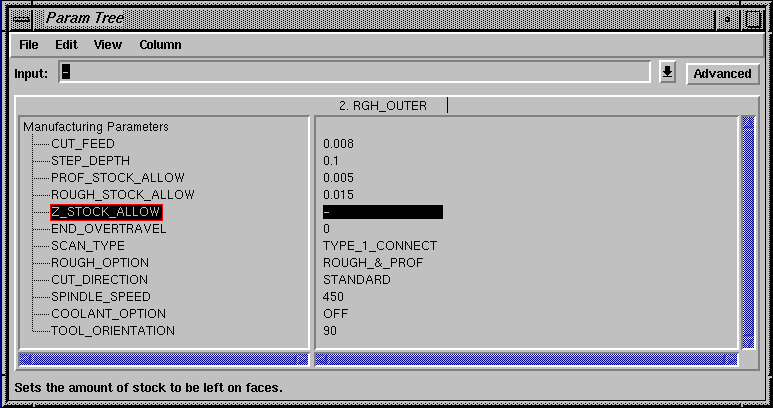 Param Tree
File Edit View Column
Input: - Advanced
2. RGH_OUTER
Manufacturing Parameters
CUT_FEED 0.008
STEP_DEPTH 0.1
PROF_STOCK_ALLOW 0.005
ROUGH_STOCK_ALLOW 0.015
Z_STOCK_ALLOW -
END_OVERTRAVEL 0
SCAN_TYPE TYPE_1_CONNECT
ROUGH_OPTION ROUGH_&_PROF
CUT_DIRECTION STANDARD
SPINDLE_SPEED 450
COOLANT_OPTION OFF
TOOL_ORIENTATION 90
Sets the amount of stock to be left on faces.